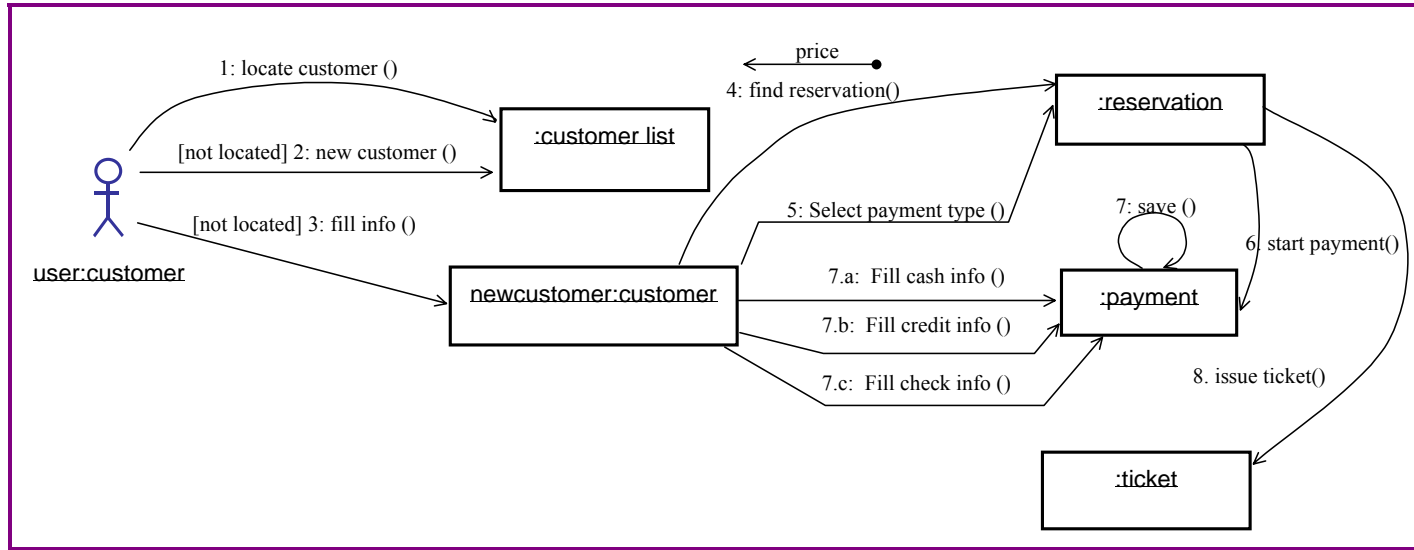 price
1: locate customer ()
4: find reservation()
:reservation
:customer list
[not located] 2: new customer ()
5: Select payment type ()
7: save ()
[not located] 3: fill info ()
6. start payment()
user:customer
newcustomer:customer
7.a: Fill cash info ()
:payment
7.b: Fill credit info ()
7.c: Fill check info ()
8. issue ticket()
:ticket